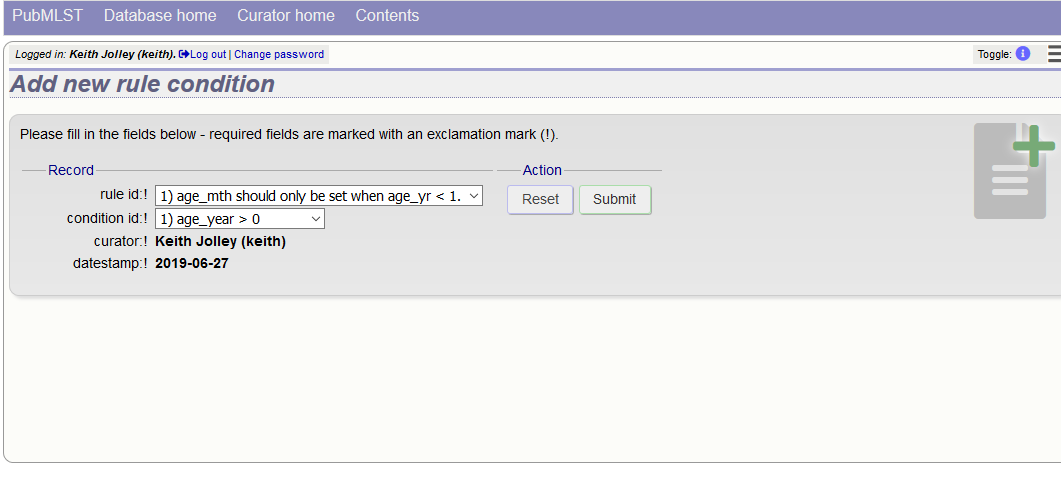 PubMLST Database home Curator home Contents
Logged in: Keith Jolley (keith). Log out | Change password Toggle: i
Add new rule condition
Please fill in the fields below - required fields are marked with an exclamation mark (!).
Record Action
rule id:! 1) age_mth should only be set when age_yr < 1. Reset Submit
condition id:! 1) age_year > 0
curator:! Keith Jolley (keith)
datestamp:! 2019-06-27